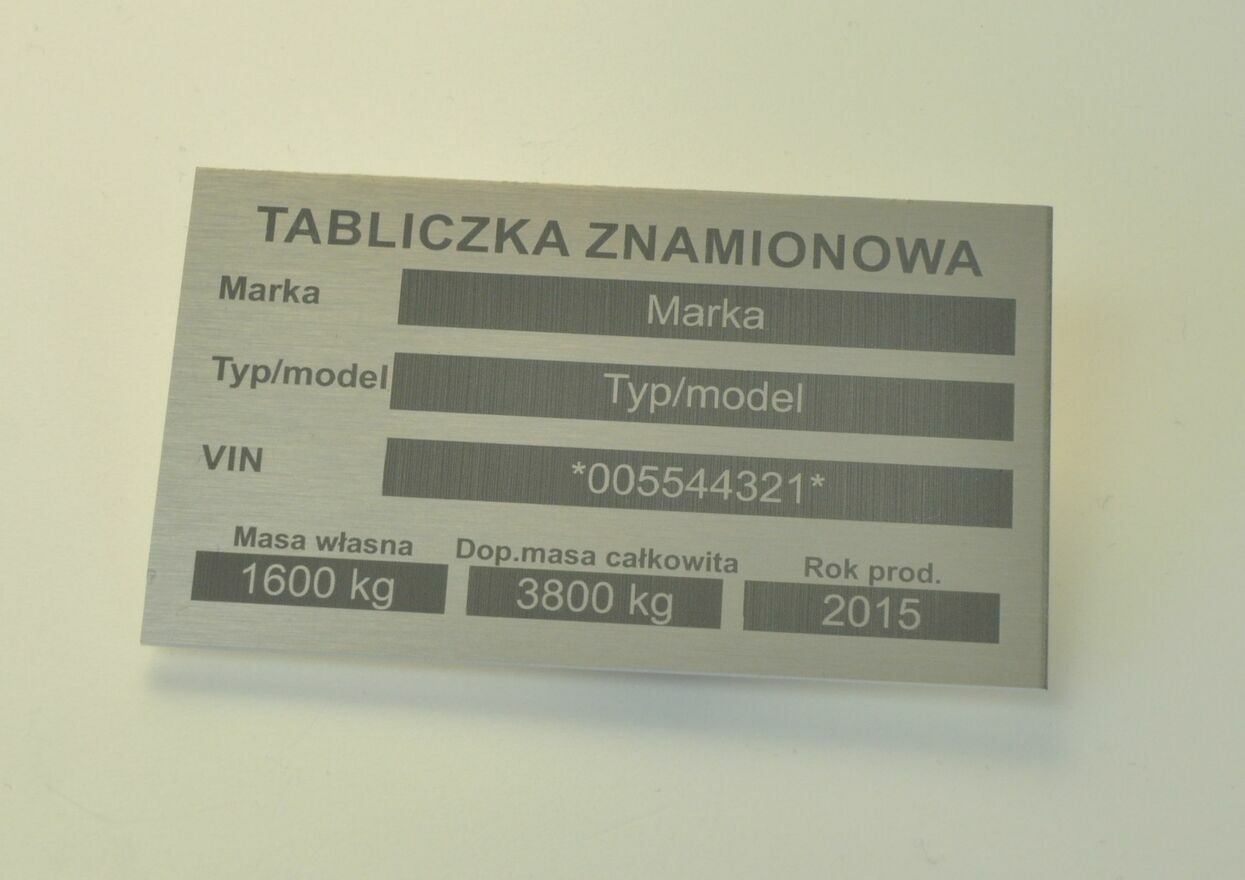 TABLICZKA ZNAMIONOWA
Marka Marka
Typ/model Typ/model
VIN *005544321*
Masa własna Dop.masa całkowita Rok prod.
1600 kg 3800 kg 2015